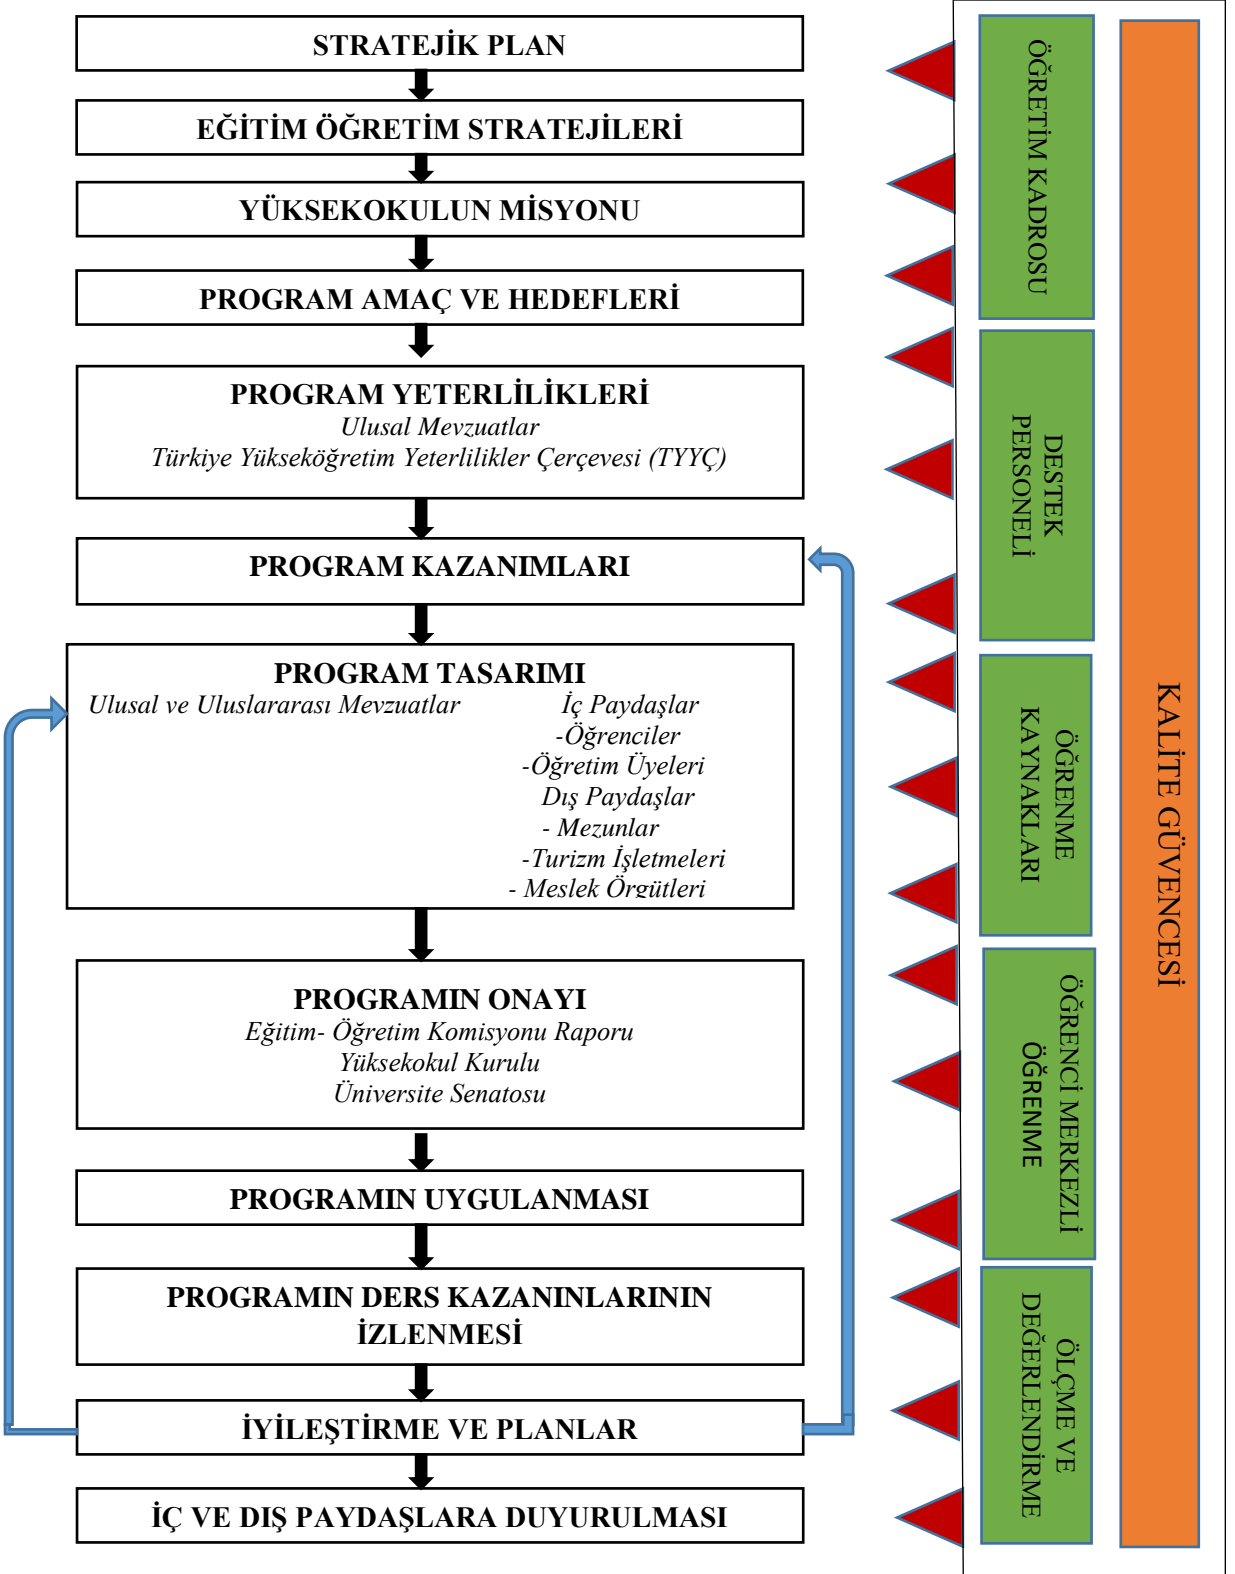 STRATEJİK PLAN
EĞİTİM ÖĞRETİM STRATEJİLERİ
YÜKSEKOKULUN MİSYONU
PROGRAM AMAÇ VE HEDEFLERİ
PROGRAM YETERLİLİKLERİ
Ulusal Mevzuatlar
Türkiye Yükseköğretim Yeterlilikler Çerçevesi (TYYÇ)
PROGRAM KAZANIMLARI
PROGRAM TASARIMI
Ulusal ve Uluslararası Mevzuatlar İç Paydaşlar
-Öğrenciler
-Öğretim Üyeleri
Dış Paydaşlar
- Mezunlar
-Turizm İşletmeleri
- Meslek Örgütleri
PROGRAMIN ONAYI
Eğitim- Öğretim Komisyonu Raporu
Yüksekokul Kurulu
Üniversite Senatosu
PROGRAMIN UYGULANMASI
PROGRAMIN DERS KAZANINLARININ
İZLENMESİ
İYİLEŞTİRME VE PLANLAR
İÇ VE DIŞ PAYDAŞLARA DUYURULMASI
ÖĞRETİM KADROSU
DESTEK
PERSONELİ
ÖĞRENME
KAYNAKLARI
ÖĞRENCİ MERKEZLİ
ÖĞRENME
ÖLÇME VE
DEĞERLENDİRME
KALİTE GÜVENCESİ